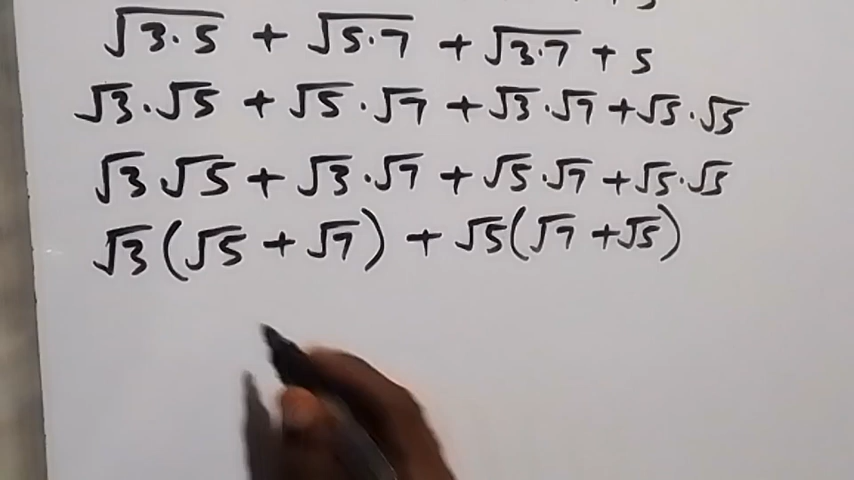 √3·5 + √5·7 + √3·7 + 5
√3·√5 + √5·√7 + √3·√7 + √5·√5
√3 √5 + √3·√7 + √5·√7 + √5·√5
√3(√5 + √7) + √5(√7 + √5)